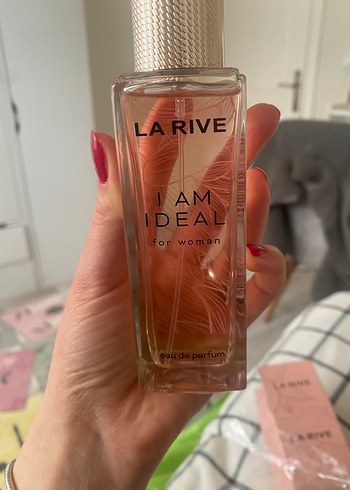 LA RIVE
I AM
IDEAL
for woman
eau de parfum
LA RIVE
LA RIVE